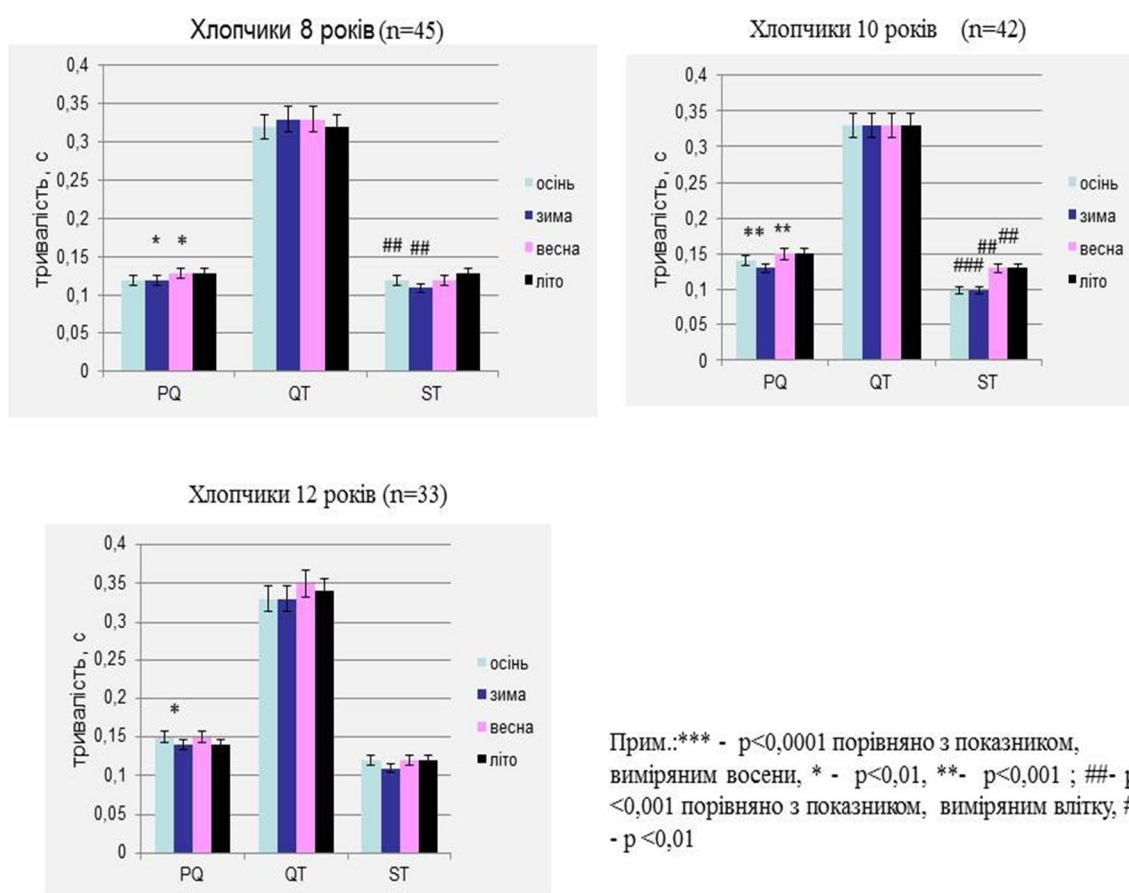 Хлопчики 8 років (n=45)
0,4
0,35
0,3
0,25
0,2
0,15
0,1
0,05
0
тривалість, с
* *
## ##
PQ QT ST
осінь
зима
весна
літо
Хлопчики 10 років (n=42)
0,4
0,35
0,3
0,25
0,2
0,15
0,1
0,05
0
тривалість, с
** **
##
##
###
PQ QT ST
осінь
зима
весна
літо
Хлопчики 12 років (n=33)
0,4
0,35
0,3
0,25
0,2
0,15
0,1
0,05
0
тривалість, с
*
PQ QT ST
осінь
зима
весна
літо
Прим.:*** - p<0,0001 порівняно з показником,
виміряним восени, * - p<0,01, **- p<0,001 ; ##- p
<0,001 порівняно з показником, виміряним влітку, #
- p <0,01